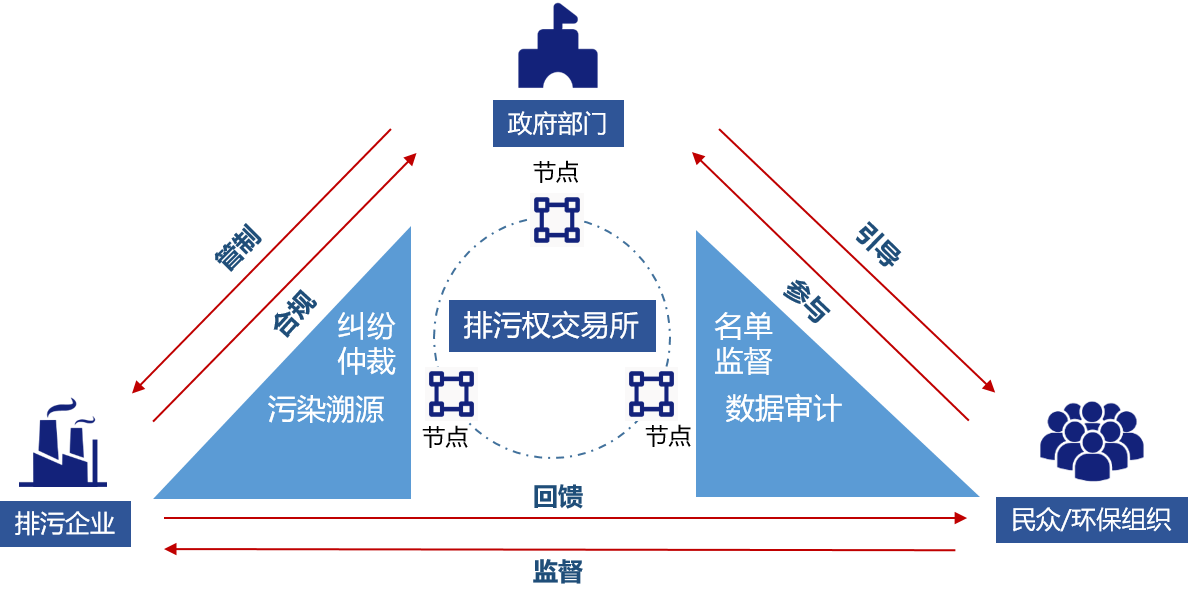 政府部门
节点
管制
合规
引导
参与
纠纷
仲裁
污染溯源
排污权交易所
名单
监督
数据审计
节点
节点
排污企业
回馈
民众/环保组织
监督